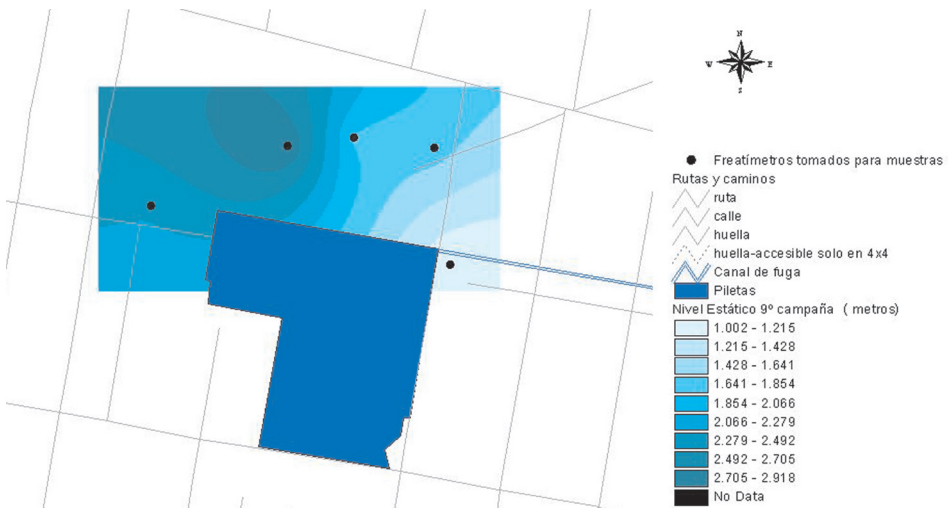 N
W E
S
Freatímetros tomados para muestras
Rutas y caminos
ruta
calle
huella
huella-accesible solo en 4x4
Canal de fuga
Piletas
Nivel Estático 9º campaña ( metros)
1.002 - 1.215
1.215 - 1.428
1.428 - 1.641
1.641 - 1.854
1.854 - 2.066
2.066 - 2.279
2.279 - 2.492
2.492 - 2.705
2.705 - 2.918
No Data